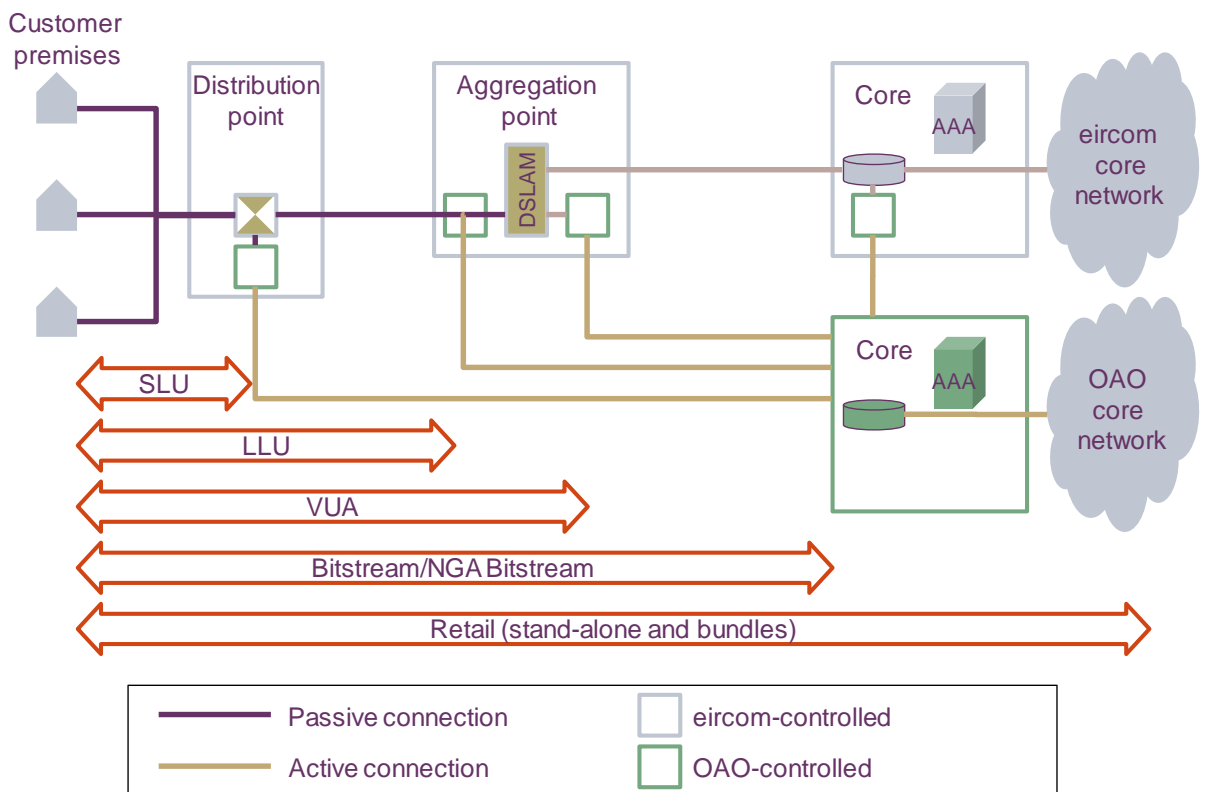 Customer
premises
Distribution
point
Aggregation
point
DSLAM
Core
AAA
eircom
core
network
Core
AAA
OAO
core
network
SLU
LLU
VUA
Bitstream/NGA Bitstream
Retail (stand-alone and bundles)
Passive connection
eircom-controlled
Active connection
OAO-controlled